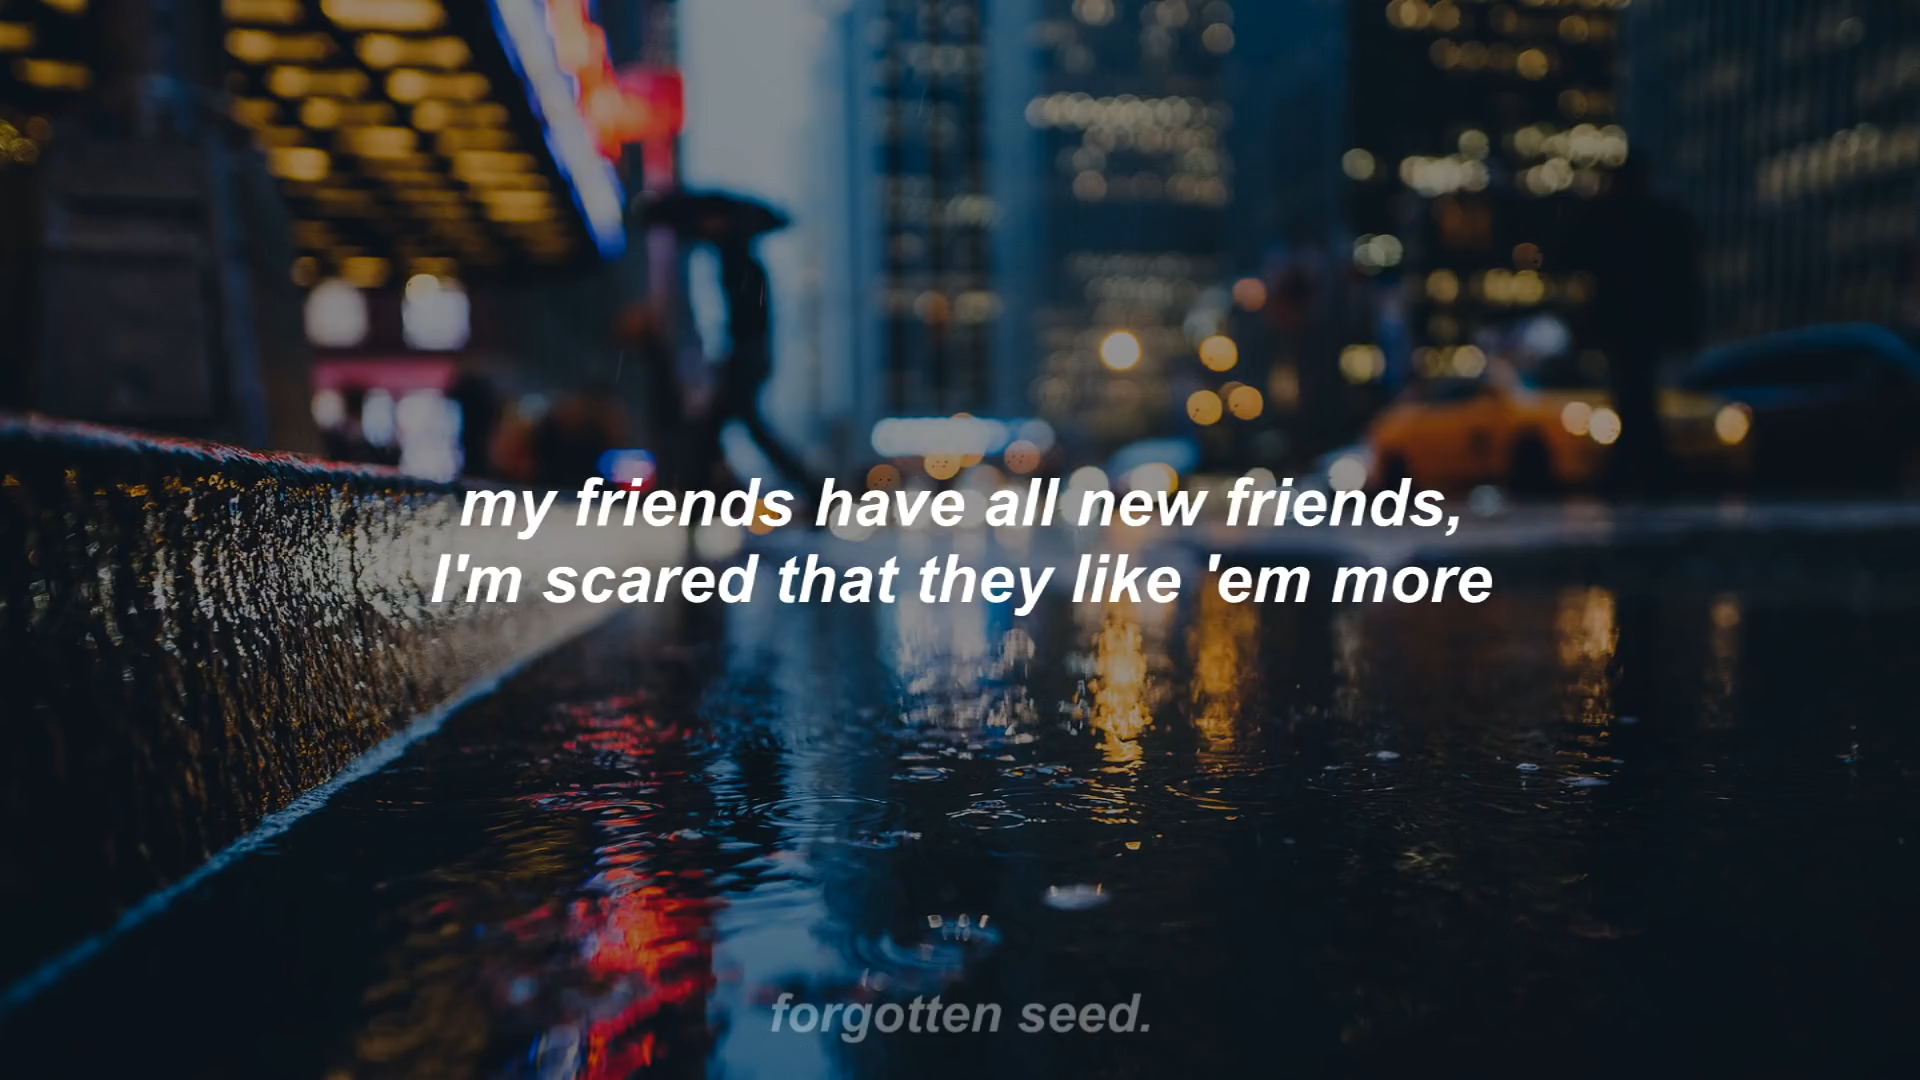 my friends have all new friends,
I'm scared that they like 'em more
forgotten seed.